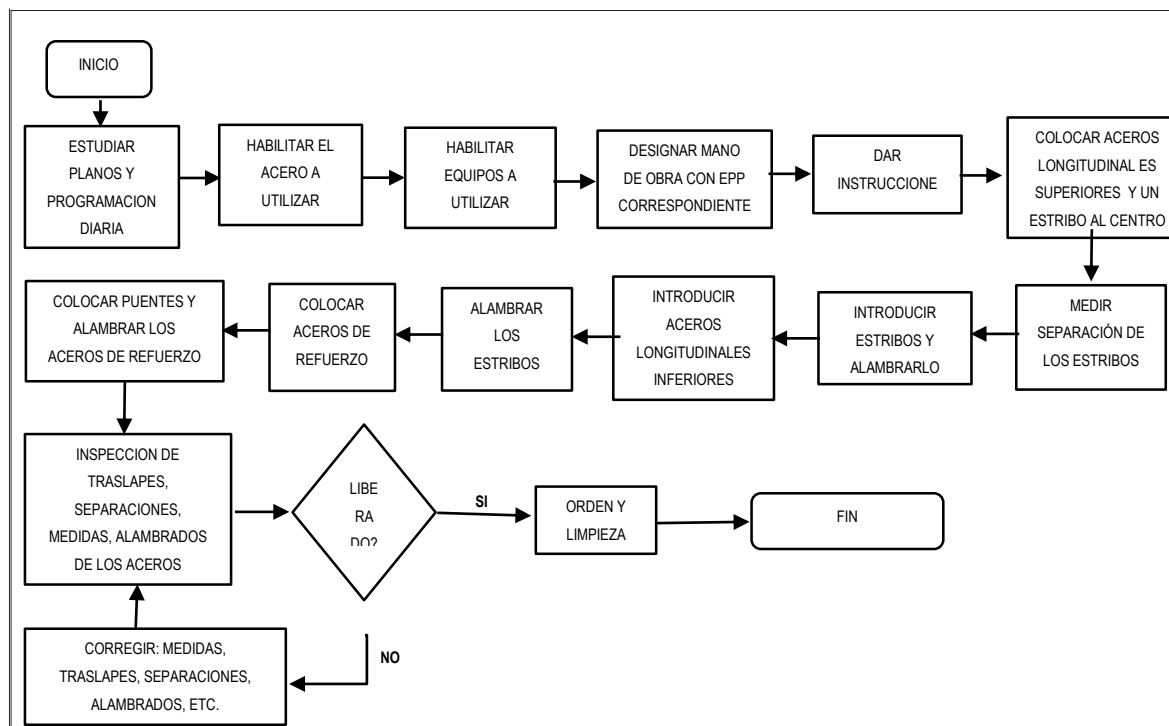 INICIO
ESTUDIAR
PLANOS Y
PROGRAMACION
DIARIA
HABILITAR EL
ACERO A
UTILIZAR
HABILITAR
EQUIPOS A
UTILIZAR
DESIGNAR MANO
DE OBRA CON EPP
CORRESPONDIENTE
DAR
INSTRUCCIONE
COLOCAR ACEROS
LONGITUDINAL ES
SUPERIORES Y UN
ESTRIBO AL CENTRO
MEDIR
SEPARACIÓN DE
LOS ESTRIBOS
INTRODUCIR
ESTRIBOS Y
ALAMBRARLO
INTRODUCIR
ACEROS
LONGITUDINALES
INFERIORES
ALAMBRAR
LOS
ESTRIBOS
COLOCAR
ACEROS DE
REFUERZO
COLOCAR PUENTES Y
ALAMBRAR LOS
ACEROS DE REFUERZO
INSPECCION DE
TRASLAPES,
SEPARACIONES,
MEDIDAS, ALAMBRADOS
DE LOS ACEROS
LIBE
RA
DO?
SI
ORDEN Y
LIMPIEZA
FIN
NO
CORREGIR: MEDIDAS,
TRASLAPES, SEPARACIONES,
ALAMBRADOS, ETC.